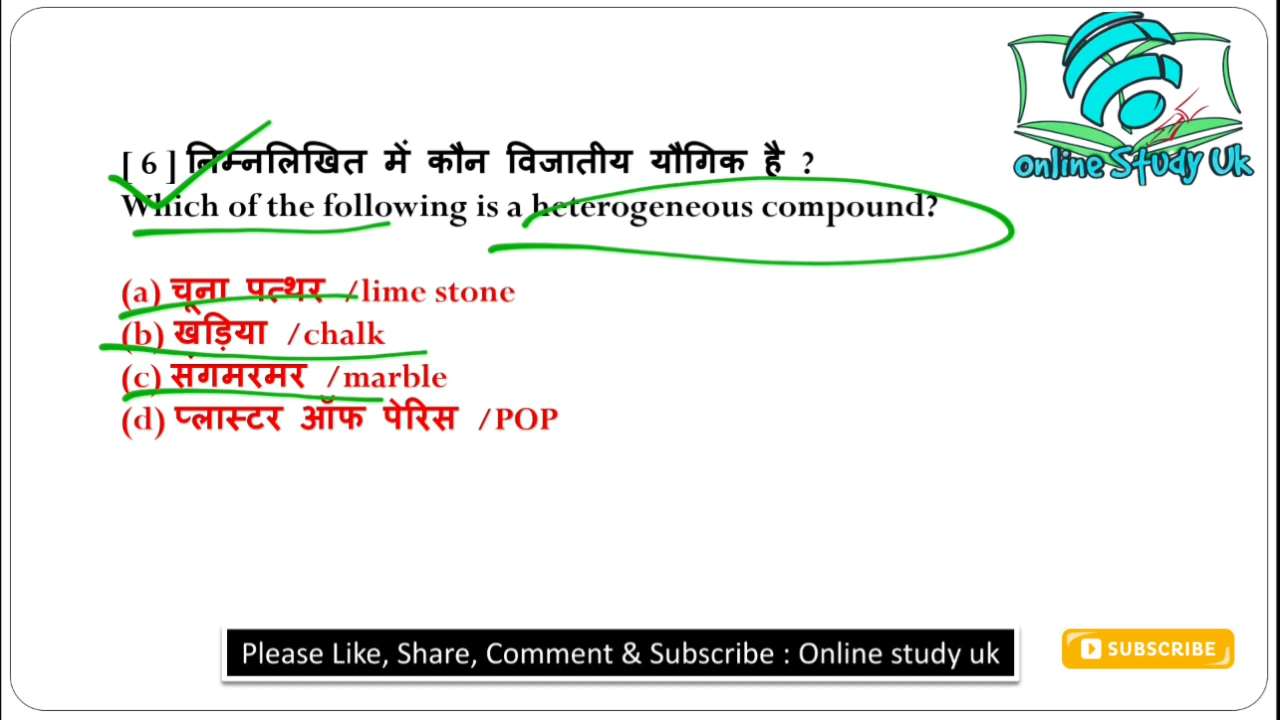 onlinE STudy Uk
[ 6 ] निम्नलिखित में कौन विजातीय यौगिक है ?
Which of the following is a heterogeneous compound?
(a) चूना पत्थर /lime stone
(b) खड़िया /chalk
(c) संगमरमर /marble
(d) प्लास्टर ऑफ पेरिस /POP
Please Like, Share, Comment & Subscribe : Online study uk
SUBSCRIBE